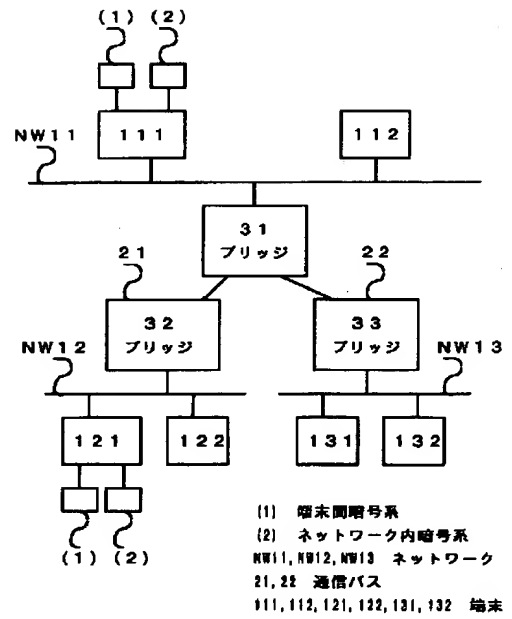 (1) (2)
111
112
NW11
31
ブリッジ
21
22
32
ブリッジ
33
ブリッジ
NW12
NW13
121
122
131
132
(1) (2)
(1) 端末間暗号系
(2) ネットワーク内暗号系
NW11,NW12,NW13 ネットワーク
21,22 通信パス
111,112,121,122,131,132 端末